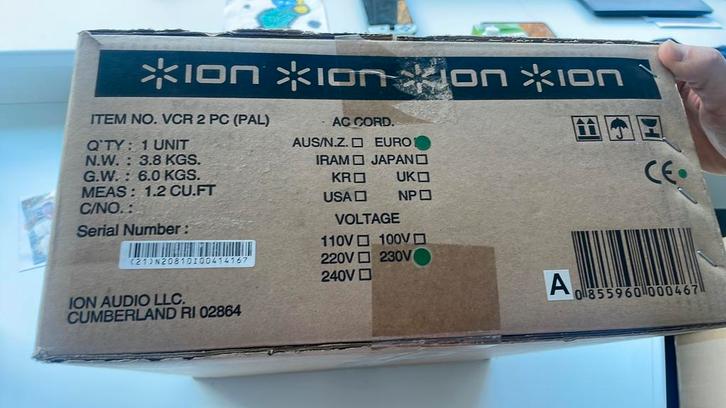 ION ION ION ION
ITEM NO. VCR 2 PC (PAL)
Q'TY : 1 UNIT
N.W. : 3.8 KGS.
G.W. : 6.0 KGS.
MEAS : 1.2 CU.FT
C/NO. :
Serial Number :
(21)N20810100414167
ION AUDIO LLC.
CUMBERLAND RI 02864
AC CORD.
AUS/N.Z. EURO
IRAM JAPAN
KR UK
USA NP
VOLTAGE
110V 100V
220V 230V
240V
CE
A
0 855960 000467